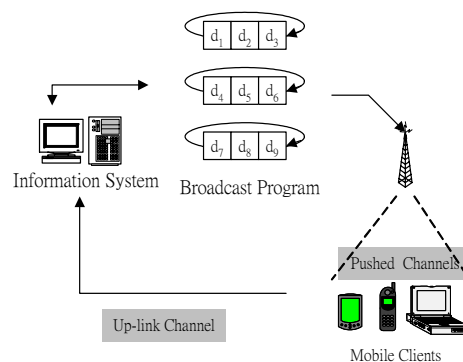 d1 d2 d3
d4 d5 d6
d7 d8 d9
Information System
Broadcast Program
Pushed Channels
Up-link Channel
Mobile Clients